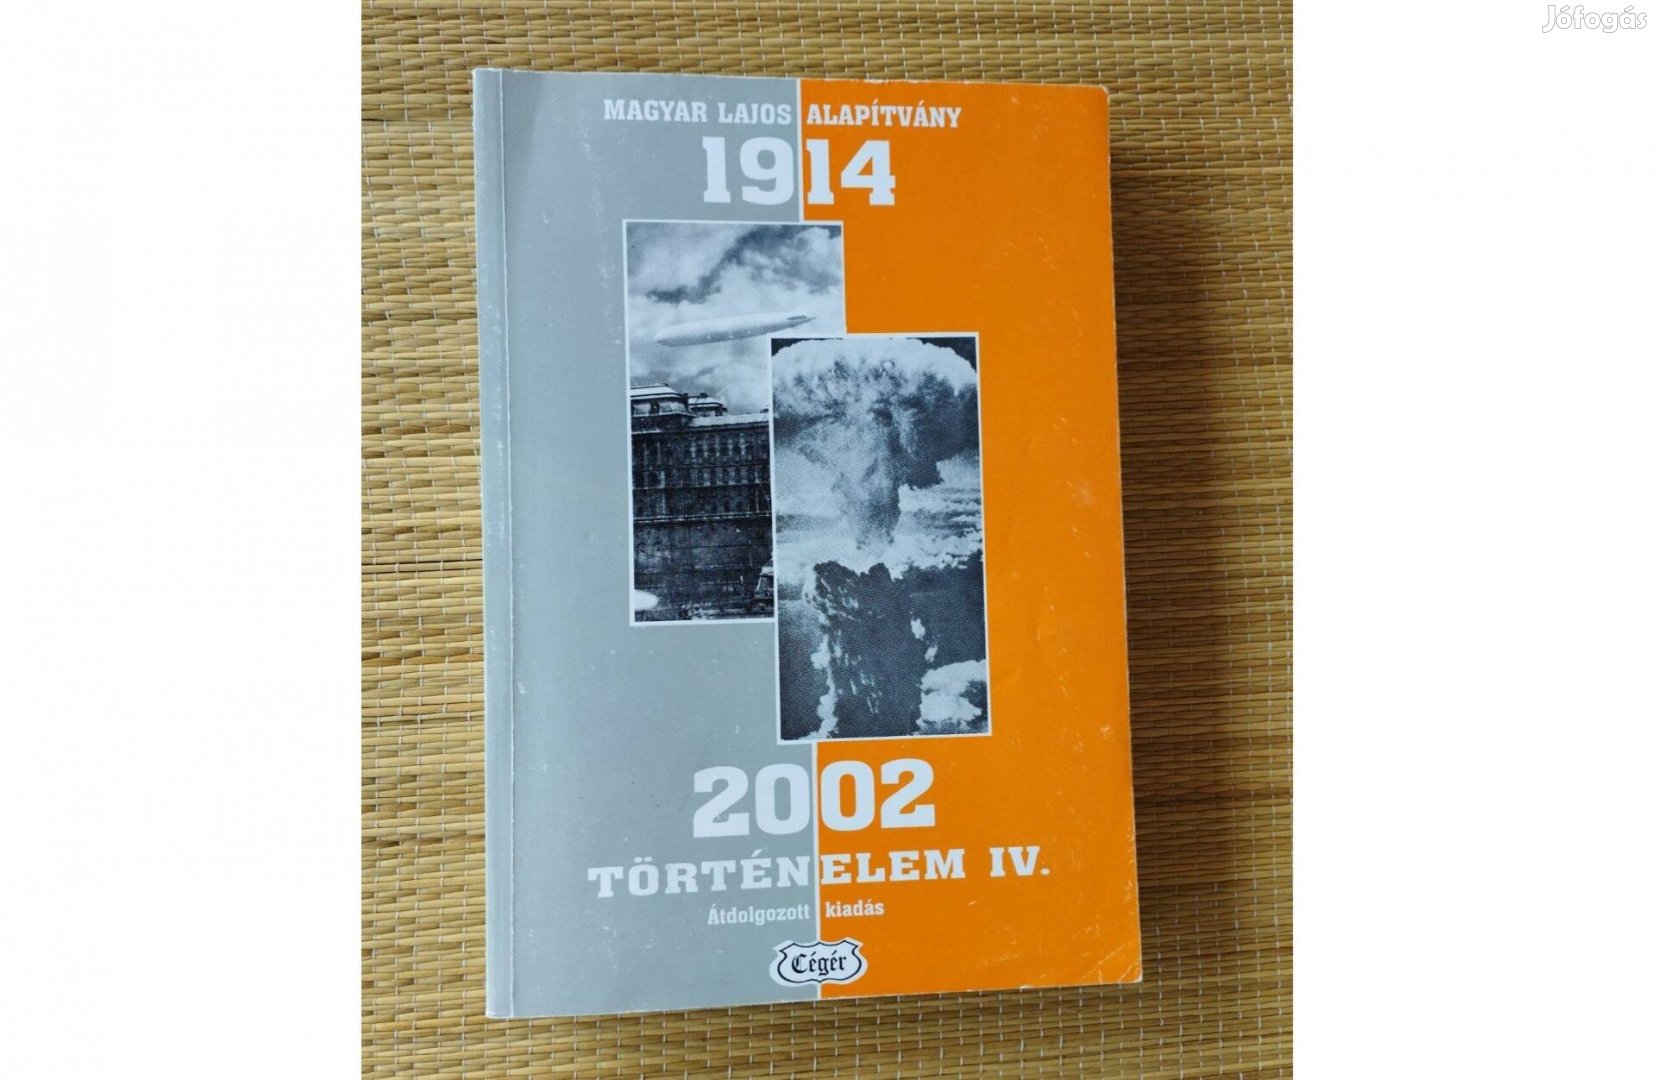 Jófogás
MAGYAR LAJOS ALAPÍTVÁNY
1914
2002
TÖRTÉNELEM IV.
Átdolgozott kiadás
Cégér